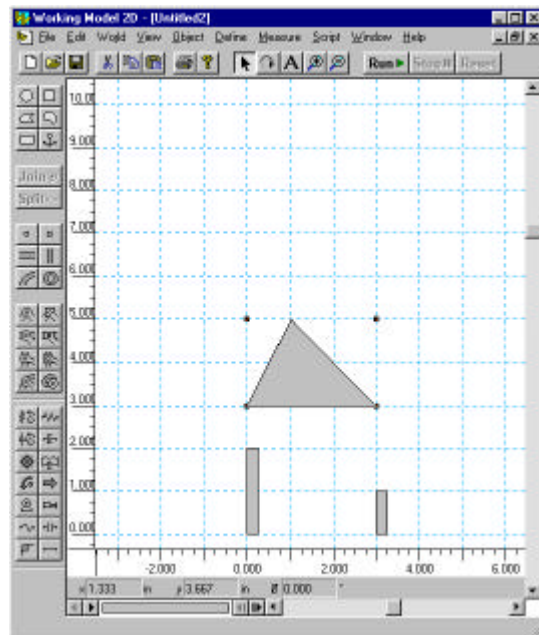 Working Model 2D - [Untitled2]
File Edit World View Object Define Measure Script Window Help
A ? Run Stop Reset
Join
Split
9.000
8.000
7.000
6.000
5.000
4.000
3.000
2.000
1.000
0.000
-2.000 0.000 2.000 4.000 6.000
x 1.333 in y 3.667 in Ø 0.000 °